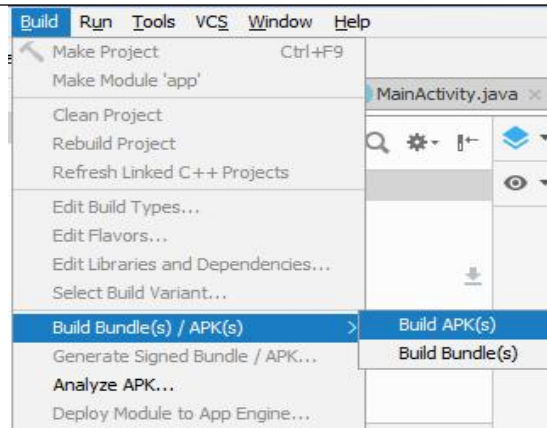 Build Run Tools VCS Window Help
Make Project Ctrl+F9
Make Module 'app'
MainActivity.java
Clean Project
Rebuild Project
Refresh Linked C++ Projects
Edit Build Types...
Edit Flavors...
Edit Libraries and Dependencies...
Select Build Variant...
Build Bundle(s) / APK(s) >
Build APK(s)
Build Bundle(s)
Generate Signed Bundle / APK...
Analyze APK...
Deploy Module to App Engine...